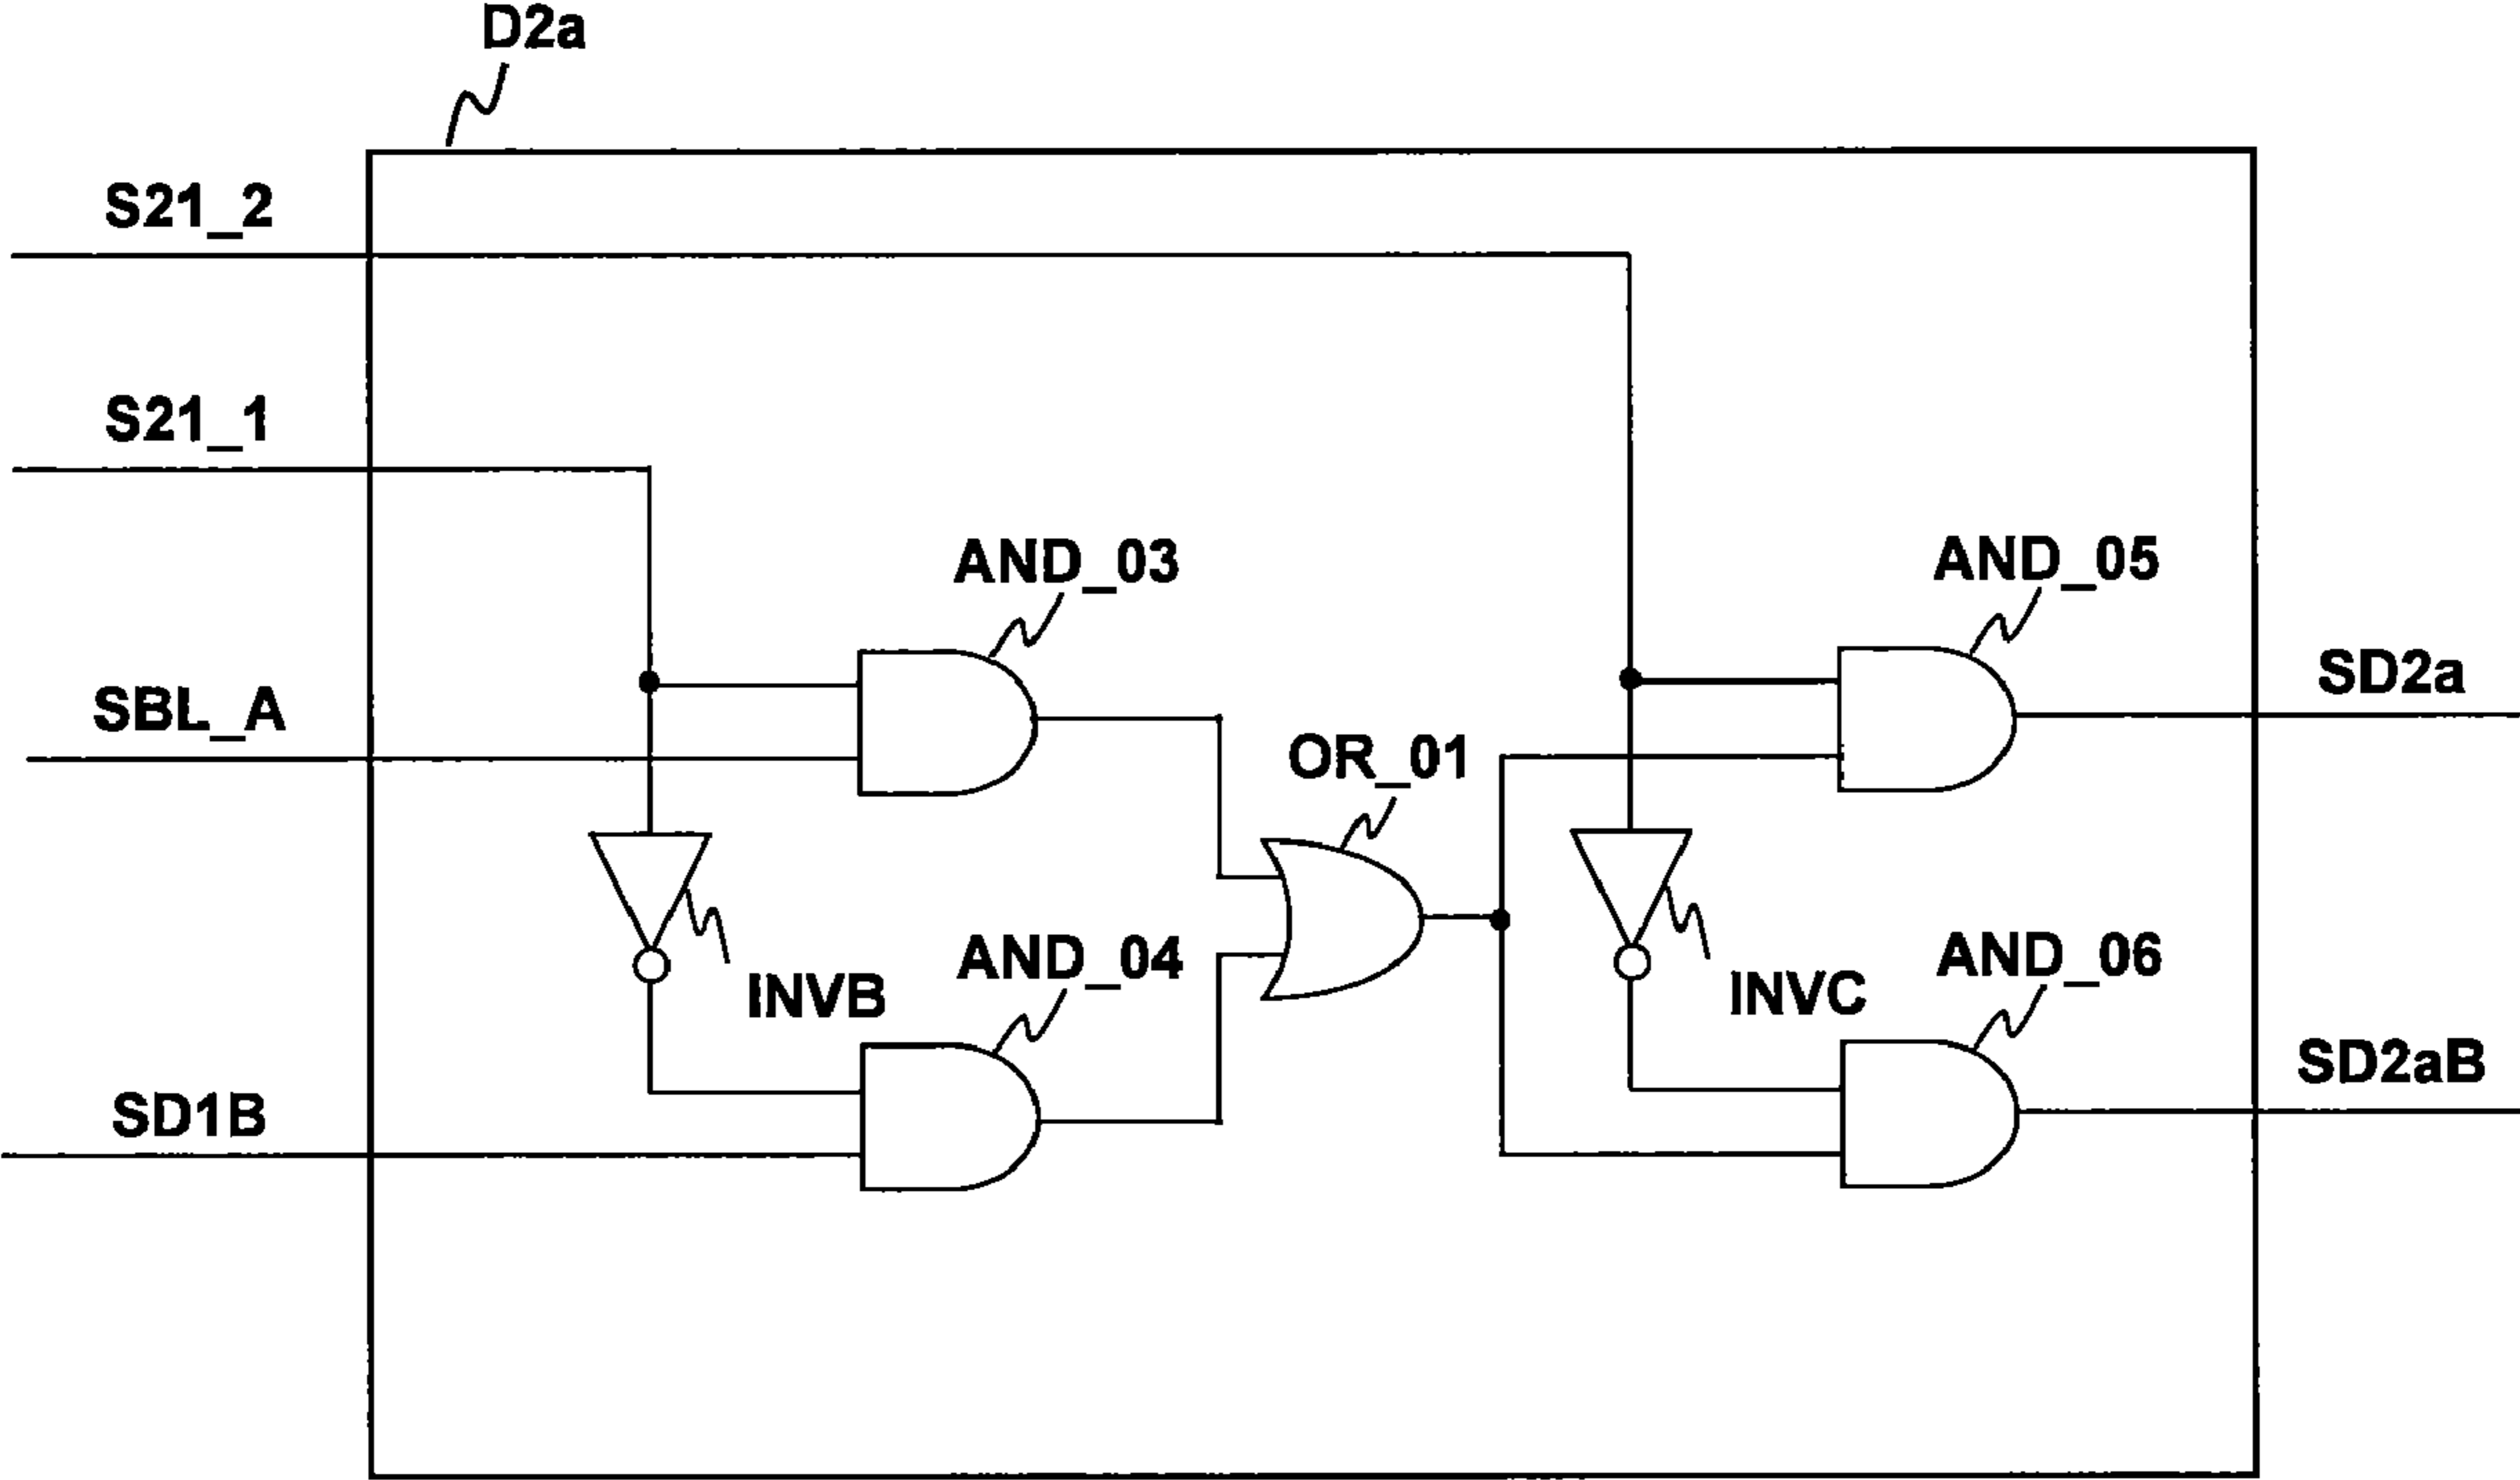 D2a
S21_2
S21_1
AND_03
AND_05
SBL_A
SD2a
OR_01
INVB
AND_04
INVC
AND_06
SD1B
SD2aB